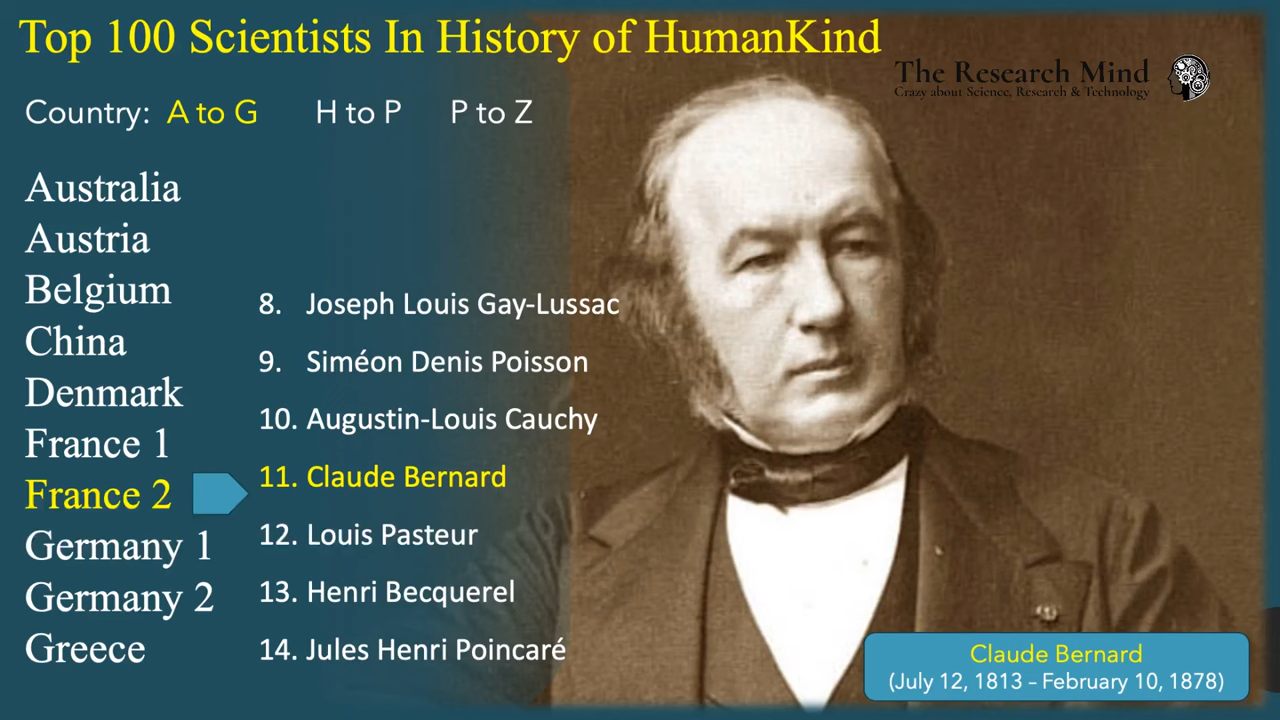 Top 100 Scientists In History of HumanKind
The Research Mind
Crazy about Science, Research & Technology
Country: A to G H to P P to Z
Australia
Austria
Belgium
China
Denmark
France 1
France 2
Germany 1
Germany 2
Greece
8. Joseph Louis Gay-Lussac
9. Siméon Denis Poisson
10. Augustin-Louis Cauchy
11. Claude Bernard
12. Louis Pasteur
13. Henri Becquerel
14. Jules Henri Poincaré
Claude Bernard
(July 12, 1813 – February 10, 1878)